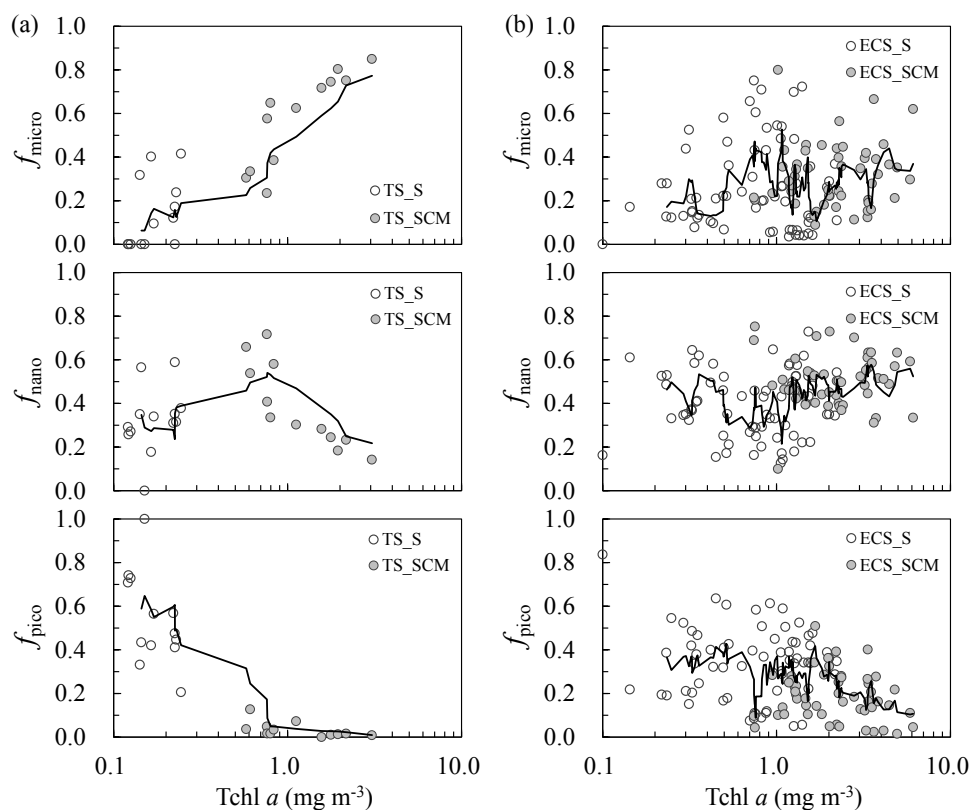 (a)
1.0
0.8
0.6
0.4
0.2
0.0
fmicro
TS_S
TS_SCM
1.0
0.8
0.6
0.4
0.2
0.0
fnano
TS_S
TS_SCM
1.0
0.8
0.6
0.4
0.2
0.0
fpico
TS_S
TS_SCM
0.1 1.0 10.0
Tchl a (mg m-3)
(b)
1.0
0.8
0.6
0.4
0.2
0.0
fmicro
ECS_S
ECS_SCM
1.0
0.8
0.6
0.4
0.2
0.0
fnano
ECS_S
ECS_SCM
1.0
0.8
0.6
0.4
0.2
0.0
fpico
ECS_S
ECS_SCM
0.1 1.0 10.0
Tchl a (mg m-3)